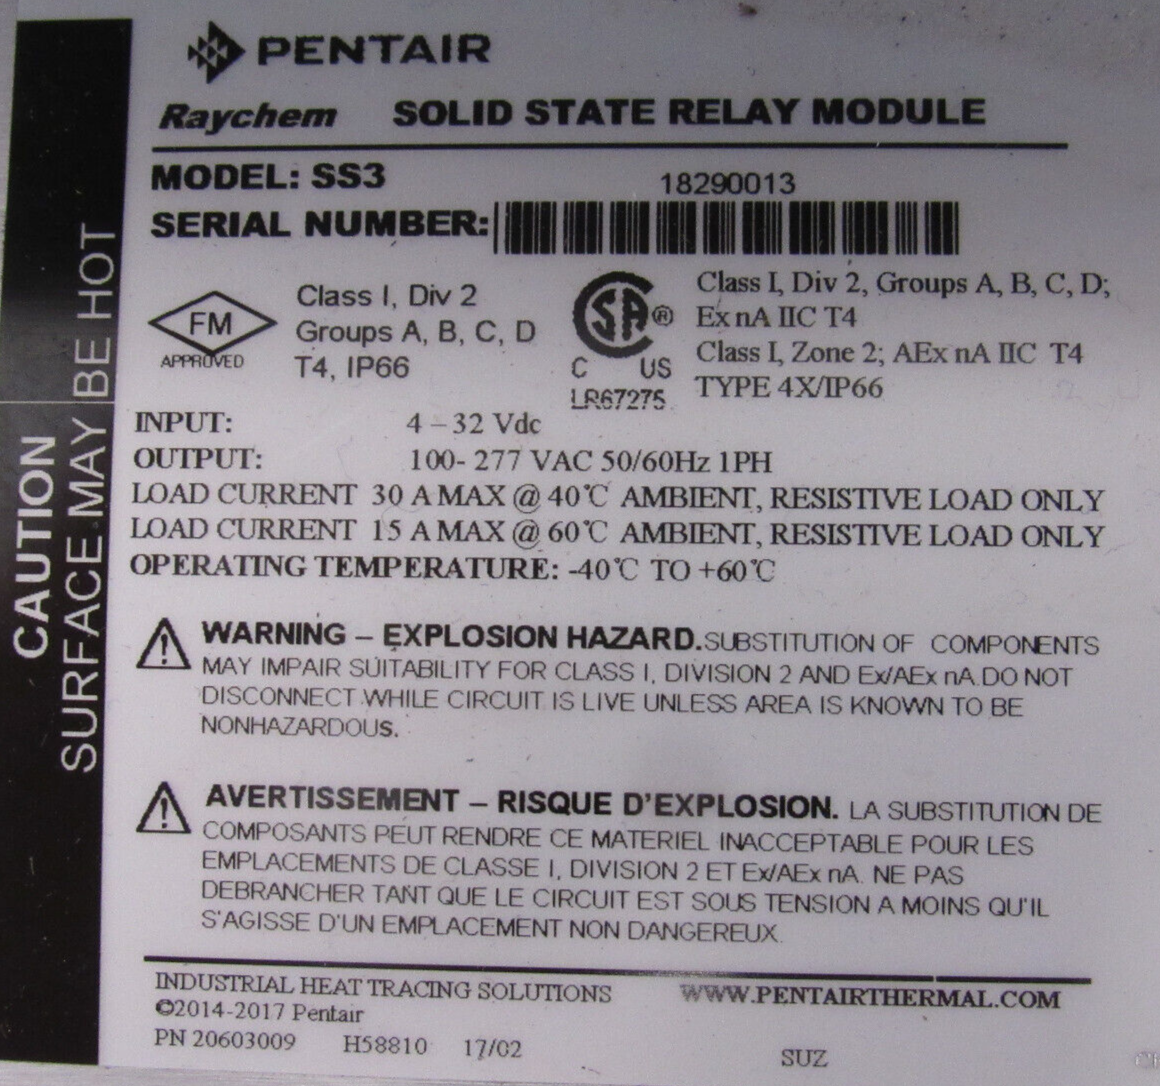 PENTAIR
Raychem SOLID STATE RELAY MODULE
MODEL: SS3
18290013
SERIAL NUMBER:
FM
APPROVED
Class I, Div 2
Groups A, B, C, D
T4, IP66
SA ®
C US
LR67275
Class I, Div 2, Groups A, B, C, D;
Ex nA IIC T4
Class I, Zone 2; AEx nA IIC T4
TYPE 4X/IP66
INPUT: 4 – 32 Vdc
OUTPUT: 100- 277 VAC 50/60Hz 1PH
LOAD CURRENT 30 A MAX @ 40°C AMBIENT, RESISTIVE LOAD ONLY
LOAD CURRENT 15 A MAX @ 60°C AMBIENT, RESISTIVE LOAD ONLY
OPERATING TEMPERATURE: -40°C TO +60°C
CAUTION
SURFACE MAY BE HOT
WARNING – EXPLOSION HAZARD. SUBSTITUTION OF COMPONENTS
MAY IMPAIR SUITABILITY FOR CLASS I, DIVISION 2 AND Ex/AEx nA. DO NOT
DISCONNECT WHILE CIRCUIT IS LIVE UNLESS AREA IS KNOWN TO BE
NONHAZARDOUS.
AVERTISSEMENT – RISQUE D'EXPLOSION. LA SUBSTITUTION DE
COMPOSANTS PEUT RENDRE CE MATERIEL INACCEPTABLE POUR LES
EMPLACEMENTS DE CLASSE I, DIVISION 2 ET Ex/AEx nA. NE PAS
DEBRANCHER TANT QUE LE CIRCUIT EST SOUS TENSION A MOINS QU'IL
S'AGISSE D'UN EMPLACEMENT NON DANGEREUX.
INDUSTRIAL HEAT TRACING SOLUTIONS WWW.PENTAIRTHERMAL.COM
©2014-2017 Pentair
PN 20603009 H58810 17/02
SUZ